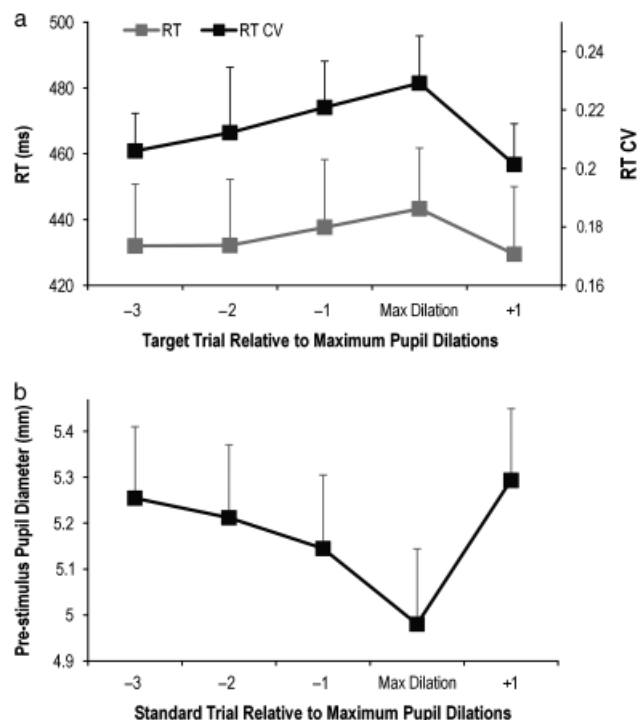 a
RT
RT CV
500
480
460
440
420
RT (ms)
0.24
0.22
0.2
0.18
0.16
RT CV
–3
–2
–1
Max Dilation
+1
Target Trial Relative to Maximum Pupil Dilations
b
5.4
5.3
5.2
5.1
5
4.9
Pre-stimulus Pupil Diameter (mm)
–3
–2
–1
Max Dilation
+1
Standard Trial Relative to Maximum Pupil Dilations